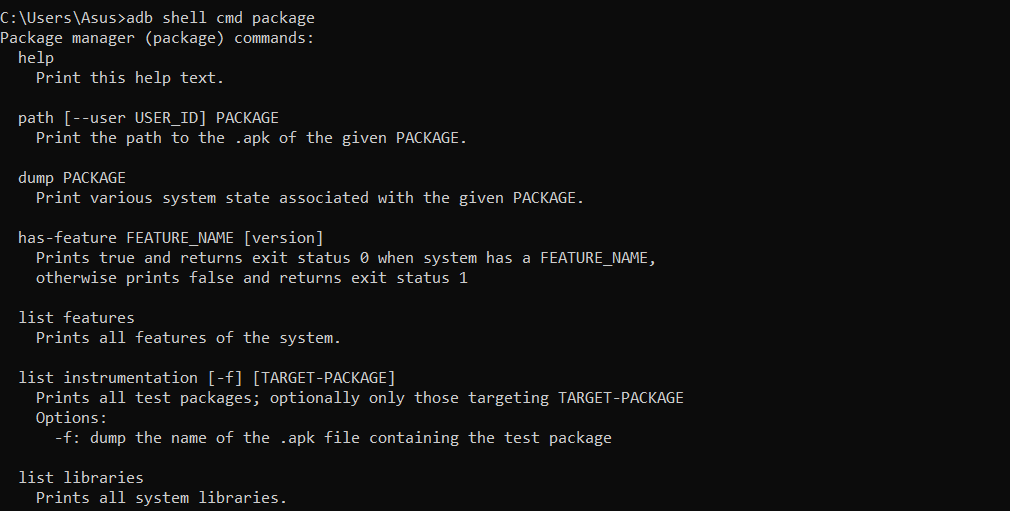 C:\Users\Asus>adb shell cmd package
Package manager (package) commands:
  help
    Print this help text.

  path [--user USER_ID] PACKAGE
    Print the path to the .apk of the given PACKAGE.

  dump PACKAGE
    Print various system state associated with the given PACKAGE.

  has-feature FEATURE_NAME [version]
    Prints true and returns exit status 0 when system has a FEATURE_NAME,
    otherwise prints false and returns exit status 1

  list features
    Prints all features of the system.

  list instrumentation [-f] [TARGET-PACKAGE]
    Prints all test packages; optionally only those targeting TARGET-PACKAGE
    Options:
      -f: dump the name of the .apk file containing the test package

  list libraries
    Prints all system libraries.